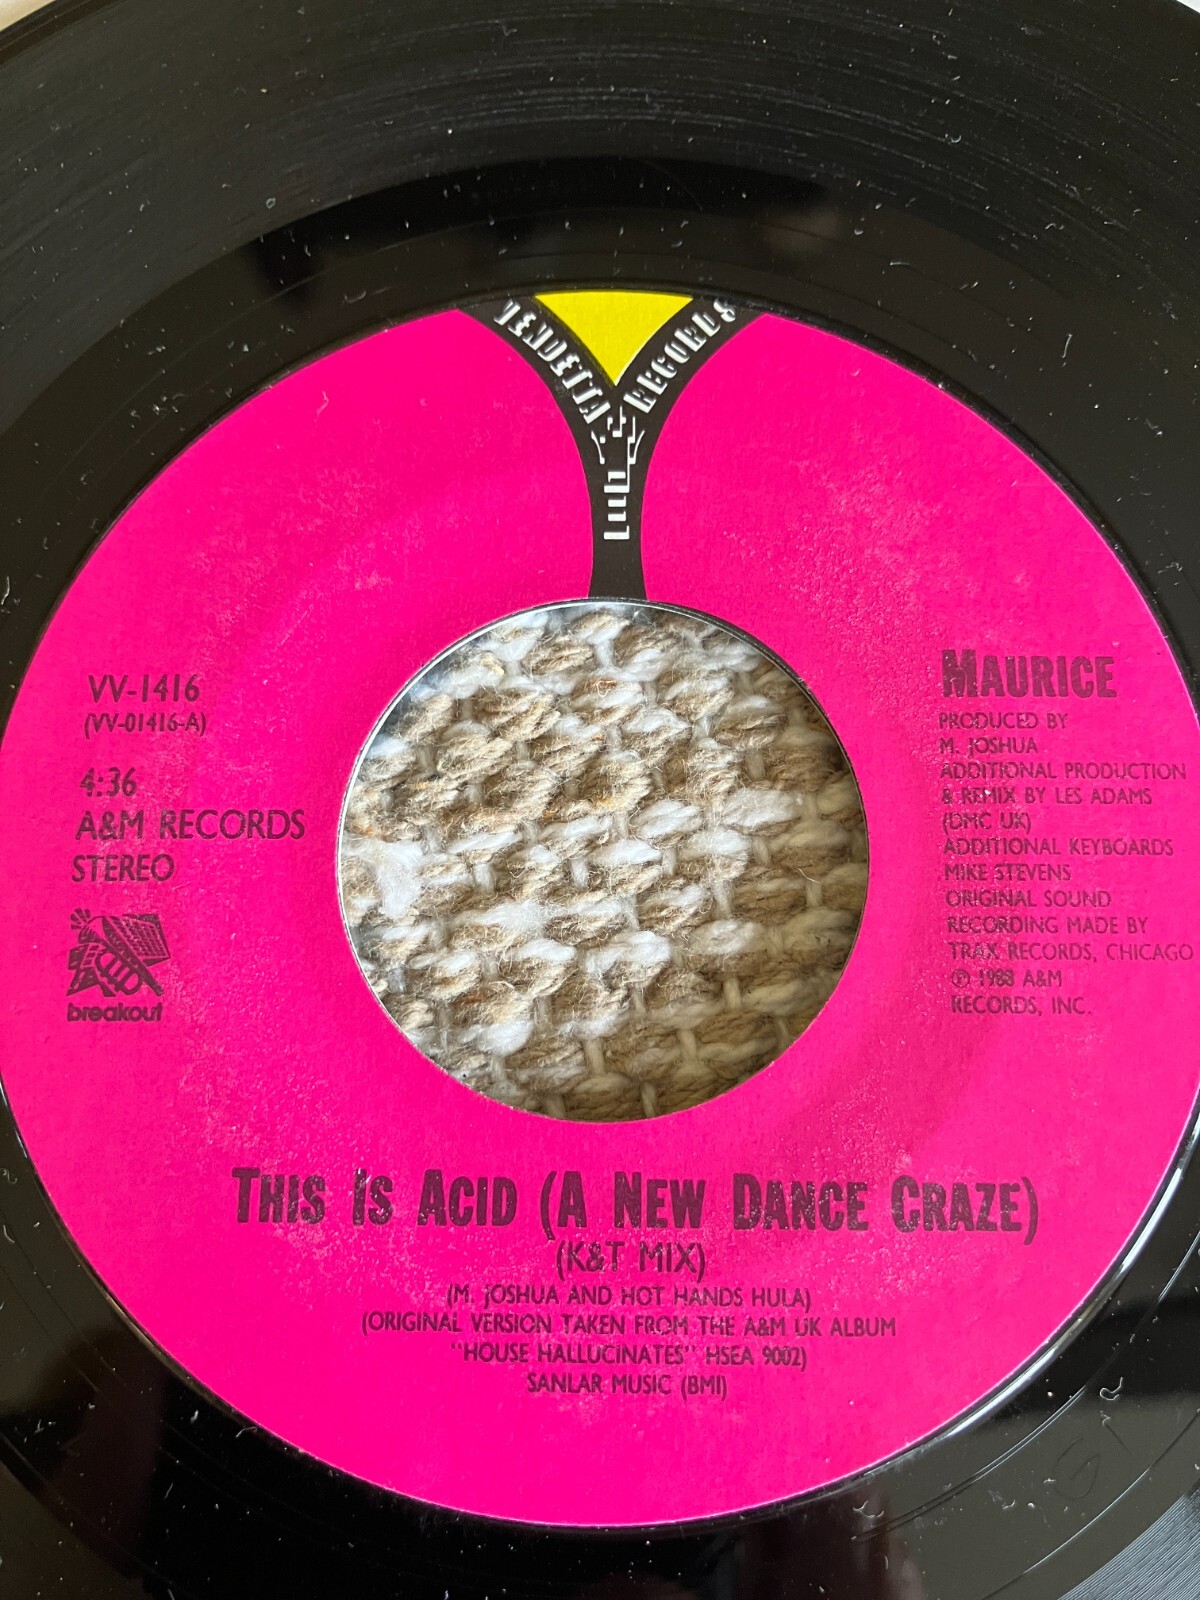 VENDETTA RECORDS
VV-1416
(VV-01416-A)
4:36
A&M RECORDS
STEREO
breakout
MAURICE
PRODUCED BY
M. JOSHUA
ADDITIONAL PRODUCTION
& REMIX BY LES ADAMS
(DMC UK)
ADDITIONAL KEYBOARDS
MIKE STEVENS
ORIGINAL SOUND
RECORDING MADE BY
TRAX RECORDS, CHICAGO
℗ 1988 A&M
RECORDS, INC.
THIS IS ACID (A NEW DANCE CRAZE)
(K&T MIX)
(M. JOSHUA AND HOT HANDS HULA)
(ORIGINAL VERSION TAKEN FROM THE A&M UK ALBUM
"HOUSE HALLUCINATES" HSEA 9002)
SANLAR MUSIC (BMI)